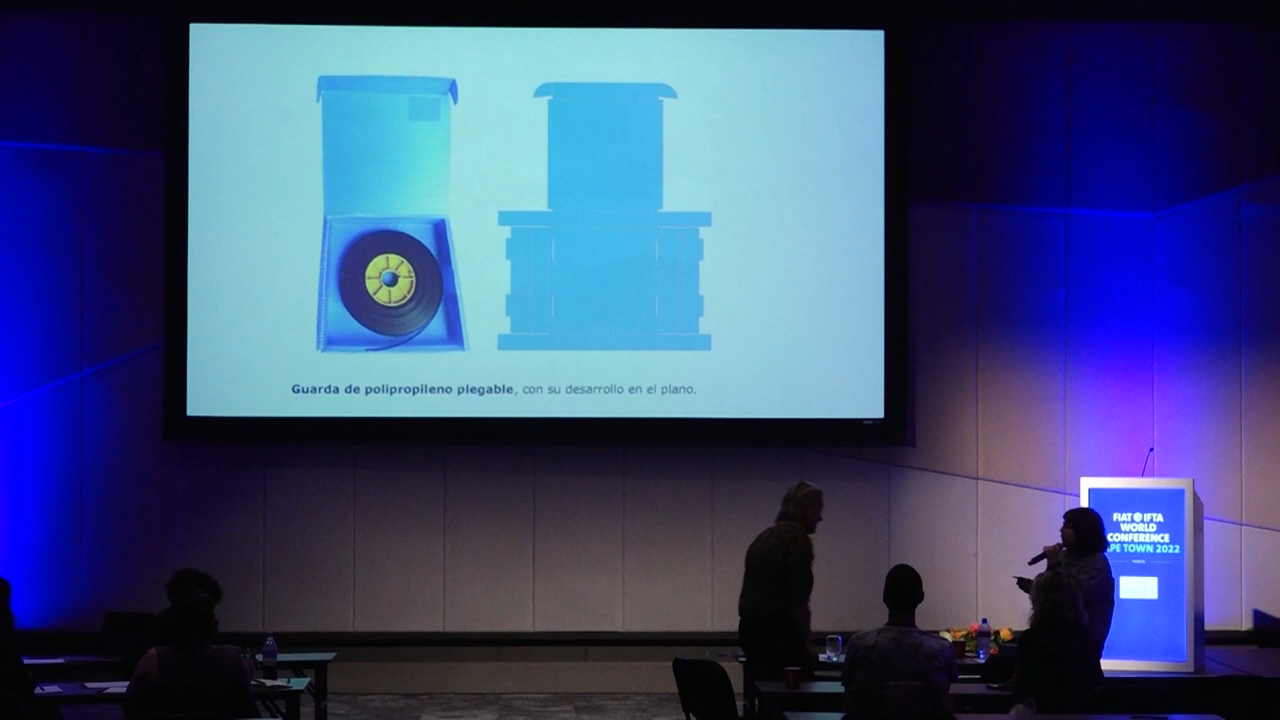 Guarda de polipropileno plegable, con su desarrollo en el plano.
FIAT IFTA
WORLD
CONFERENCE
APE TOWN 2022